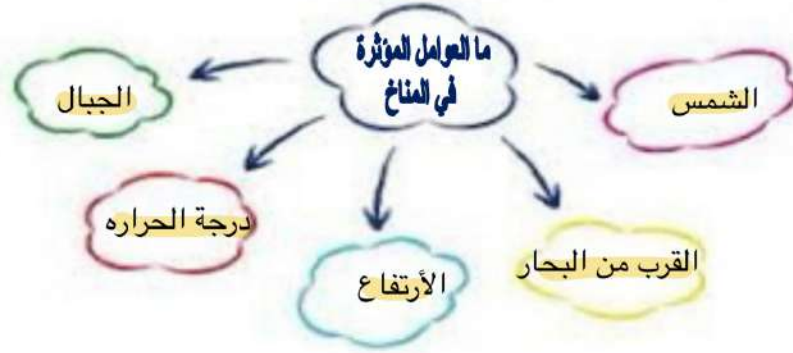 ما العوامل المؤثرة
في المناخ
الشمس
الجبال
درجة الحراره
القرب من البحار
الأرتفاع